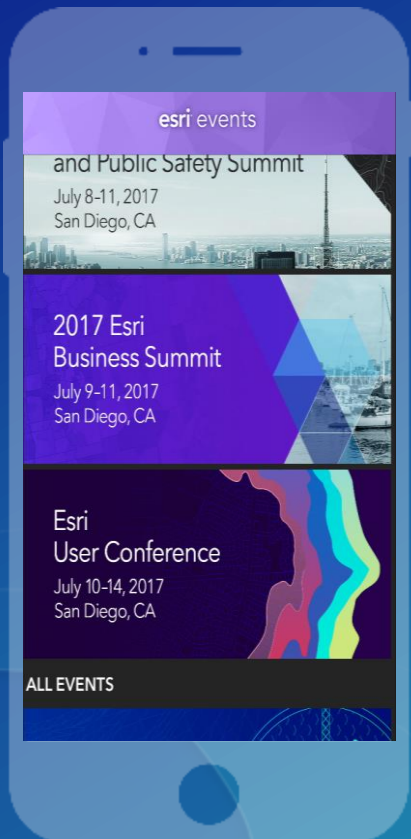 esri events
and Public Safety Summit
July 8-11, 2017
San Diego, CA
2017 Esri
Business Summit
July 9-11, 2017
San Diego, CA
Esri
User Conference
July 10-14, 2017
San Diego, CA
ALL EVENTS